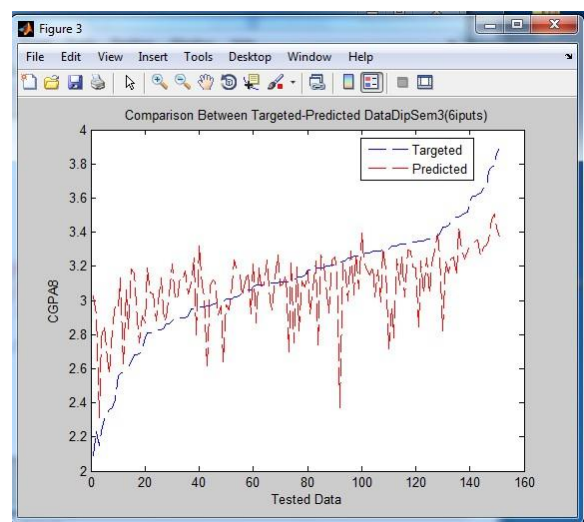 Figure 3
File Edit View Insert Tools Desktop Window Help
Comparison Between Targeted-Predicted DataDipSem3(6iputs)
Targeted
Predicted
4
3.8
3.6
3.4
3.2
3
2.8
2.6
2.4
2.2
2
CGPA8
0 20 40 60 80 100 120 140 160
Tested Data